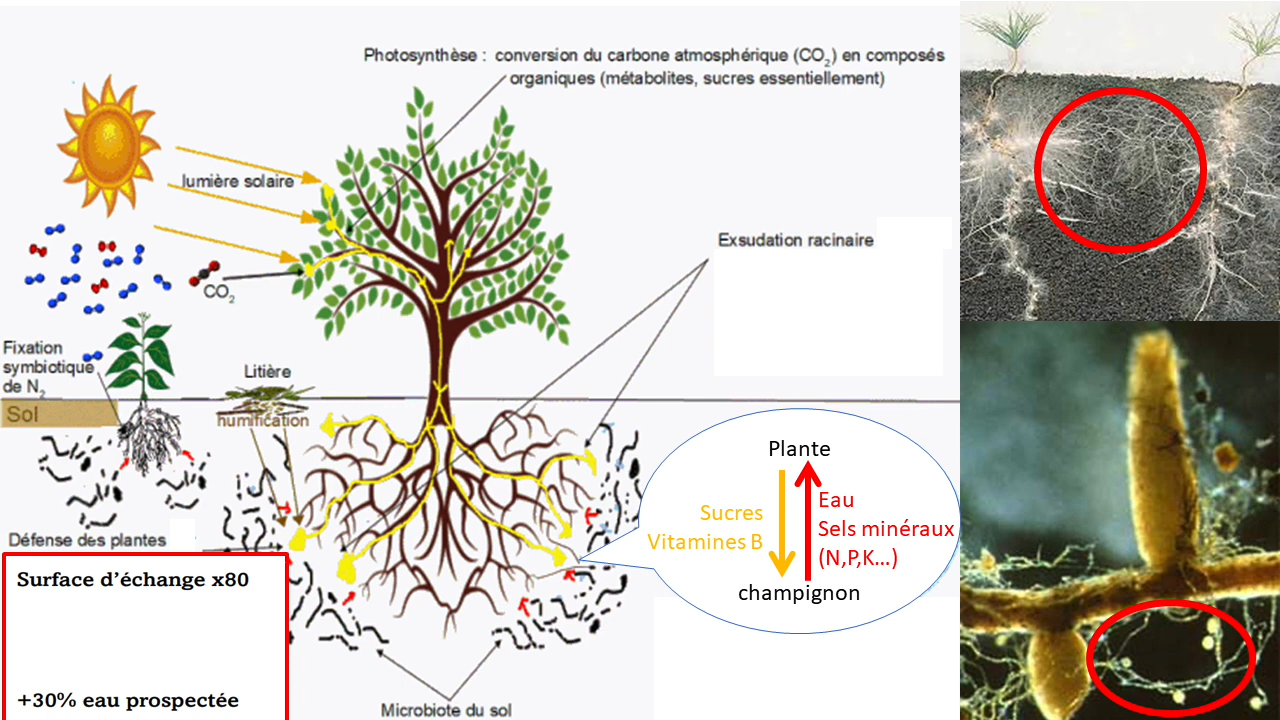 Photosynthèse : conversion du carbone atmosphérique (CO₂) en composés
organiques (métabolites, sucres essentiellement)
lumière solaire
Exsudation racinaire
CO₂
Fixation
symbiotique
de N₂
Litière
Sol
humification
Plante
Sucres
Vitamines B
Eau
Sels minéraux
(N,P,K...)
champignon
Défense des plantes
Surface d’échange x80
+30% eau prospectée
Microbiote du sol